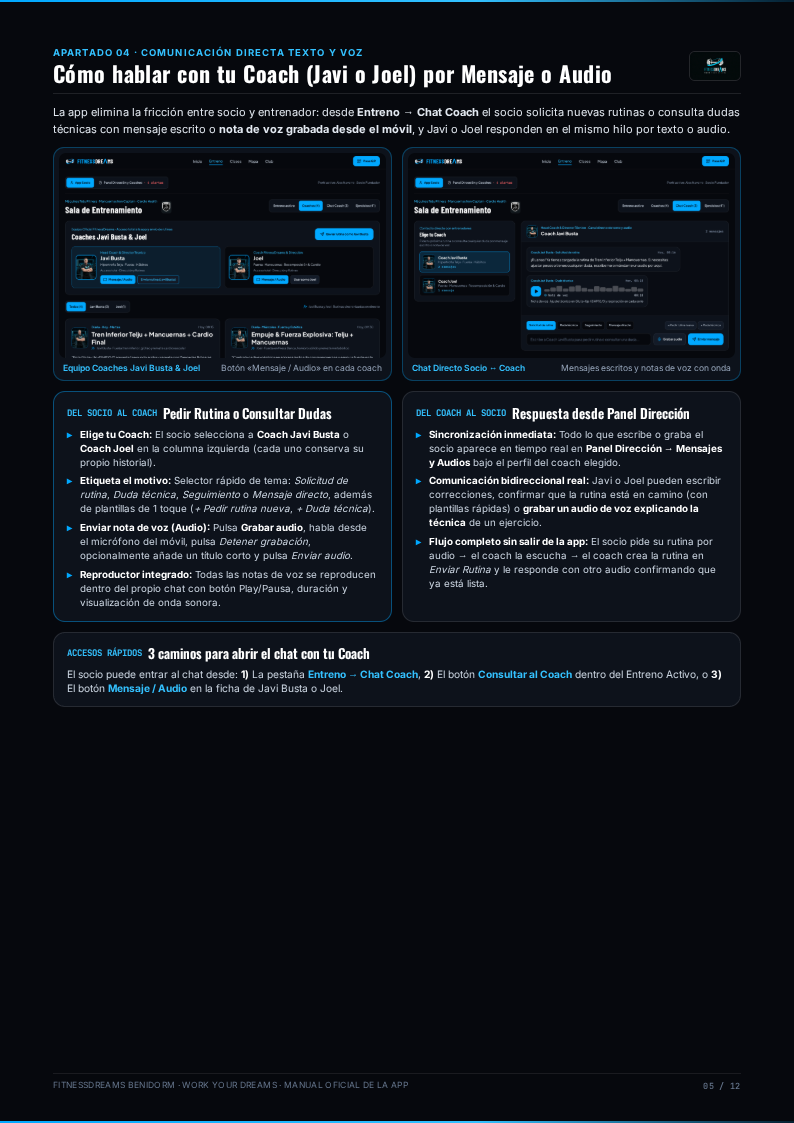 APARTADO 04 · COMUNICACIÓN DIRECTA TEXTO Y VOZ
Cómo hablar con tu Coach (Javi o Joel) por Mensaje o Audio
La app elimina la fricción entre socio y entrenador: desde Entreno → Chat Coach el socio solicita nuevas rutinas o consulta dudas
técnicas con mensaje escrito o nota de voz grabada desde el móvil, y Javi o Joel responden en el mismo hilo por texto o audio.
FITNESSDREAMS
Inicio Entreno Clases Mapa Club
Sala de Entrenamiento
Coaches Javi Busta & Joel
Javi Busta
Joel
Mensaje / Audio
Tren Inferior Telju + Mancuernas + Cardio
Final
Empuje & Fuerza Explosiva: Telju +
Mancuernas
Equipo Coaches Javi Busta & Joel
Botón «Mensaje / Audio» en cada coach
FITNESSDREAMS
Inicio Entreno Clases Mapa Club
Sala de Entrenamiento
Elige tu Coach
Coach Javi Busta
Coach Joel
Coach Javi Busta
Chat Directo Socio ↔ Coach
Mensajes escritos y notas de voz con onda
DEL SOCIO AL COACH Pedir Rutina o Consultar Dudas
▶ Elige tu Coach: El socio selecciona a Coach Javi Busta o
Coach Joel en la columna izquierda (cada uno conserva su
propio historial).
▶ Etiqueta el motivo: Selector rápido de tema: Solicitud de
rutina, Duda técnica, Seguimiento o Mensaje directo, además
de plantillas de 1 toque (+ Pedir rutina nueva, + Duda técnica).
▶ Enviar nota de voz (Audio): Pulsa Grabar audio, habla desde
el micrófono del móvil, pulsa Detener grabación,
opcionalmente añade un título corto y pulsa Enviar audio.
▶ Reproductor integrado: Todas las notas de voz se reproducen
dentro del propio chat con botón Play/Pausa, duración y
visualización de onda sonora.
DEL COACH AL SOCIO Respuesta desde Panel Dirección
▶ Sincronización inmediata: Todo lo que escribe o graba el
socio aparece en tiempo real en Panel Dirección → Mensajes
y Audios bajo el perfil del coach elegido.
▶ Comunicación bidireccional real: Javi o Joel pueden escribir
correcciones, confirmar que la rutina está en camino (con
plantillas rápidas) o grabar un audio de voz explicando la
técnica de un ejercicio.
▶ Flujo completo sin salir de la app: El socio pide su rutina por
audio → el coach la escucha → el coach crea la rutina en
Enviar Rutina y le responde con otro audio confirmando que
ya está lista.
ACCESOS RÁPIDOS 3 caminos para abrir el chat con tu Coach
El socio puede entrar al chat desde: 1) La pestaña Entreno → Chat Coach, 2) El botón Consultar al Coach dentro del Entreno Activo, o 3)
El botón Mensaje / Audio en la ficha de Javi Busta o Joel.
FITNESSDREAMS BENIDORM · WORK YOUR DREAMS · MANUAL OFICIAL DE LA APP
05 / 12